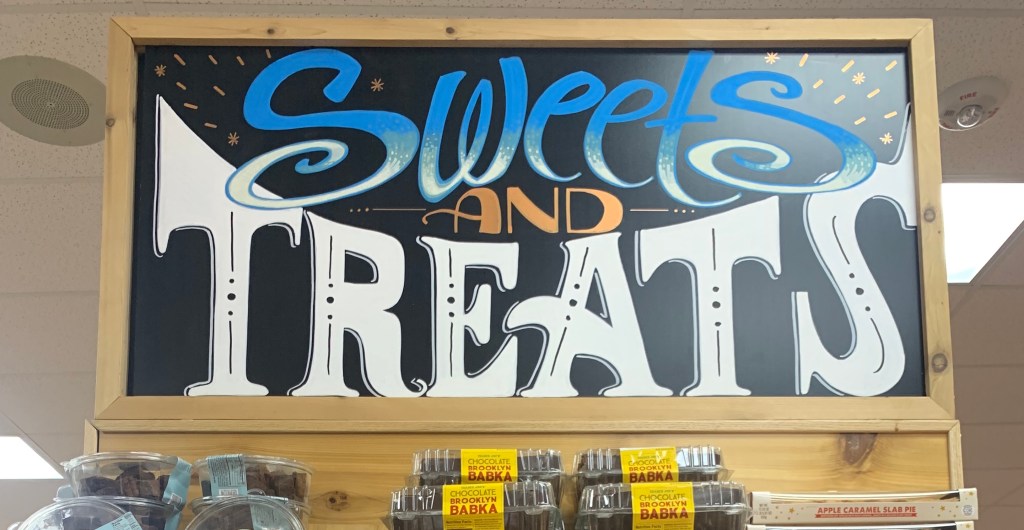 Sweets
AND
TREATS
CHOCOLATE
BROOKLYN
BABKA
CHOCOLATE
BROOKLYN
BABKA
CHOCOLATE
BROOKLYN
BABKA
CHOCOLATE
BROOKLYN
BABKA
APPLE CARAMEL SLAB PIE
FIRE